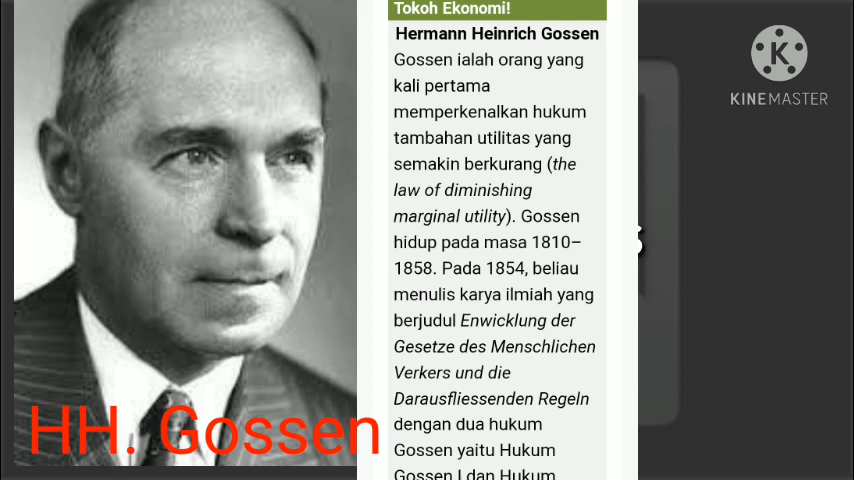 Tokoh Ekonomi!
Hermann Heinrich Gossen
Gossen ialah orang yang
kali pertama
memperkenalkan hukum
tambahan utilitas yang
semakin berkurang (the
law of diminishing
marginal utility). Gossen
hidup pada masa 1810–
1858. Pada 1854, beliau
menulis karya ilmiah yang
berjudul Enwicklung der
Gesetze des Menschlichen
Verkers und die
Darausfliessenden Regeln
dengan dua hukum
Gossen yaitu Hukum
Gossen I dan Hukum
HH. Gossen
K
KINEMASTER